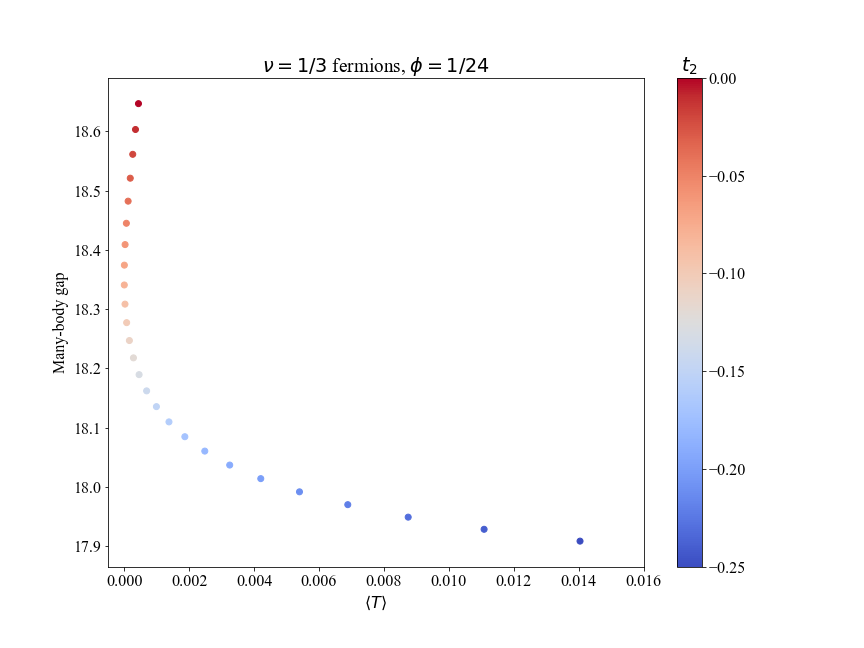 ν = 1/3 fermions, ϕ = 1/24
t₂
Many-body gap
18.6
18.5
18.4
18.3
18.2
18.1
18.0
17.9
0.000 0.002 0.004 0.006 0.008 0.010 0.012 0.014 0.016
⟨T⟩
0.00
−0.05
−0.10
−0.15
−0.20
−0.25